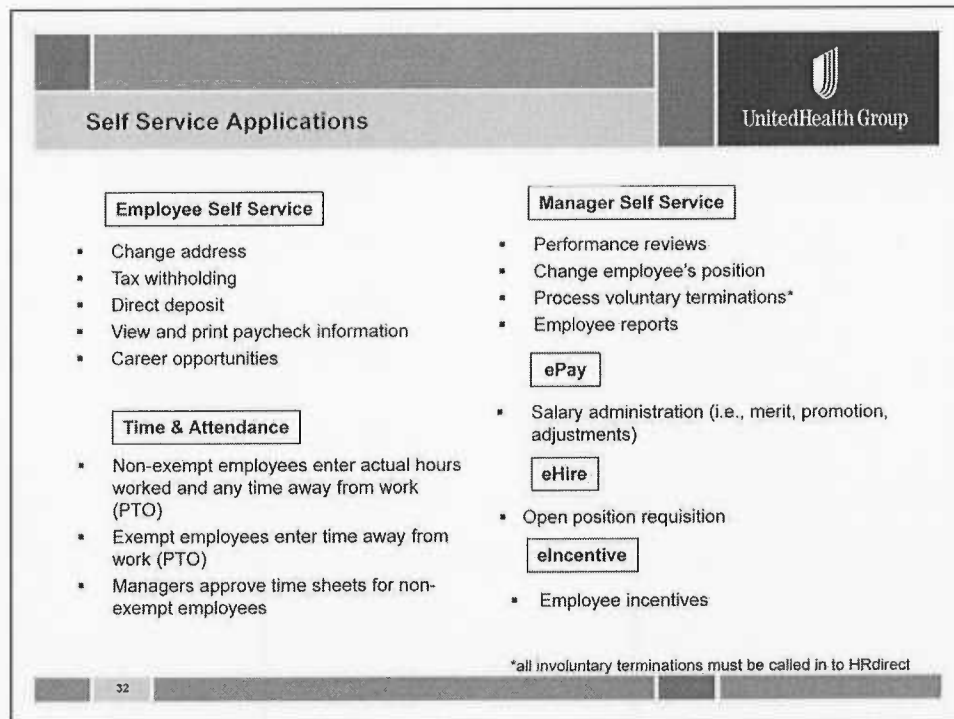 Self Service Applications
UnitedHealth Group
Employee Self Service
▪ Change address
▪ Tax withholding
▪ Direct deposit
▪ View and print paycheck information
▪ Career opportunities
Time & Attendance
▪ Non-exempt employees enter actual hours
worked and any time away from work
(PTO)
▪ Exempt employees enter time away from
work (PTO)
▪ Managers approve time sheets for non-
exempt employees
Manager Self Service
▪ Performance reviews
▪ Change employee's position
▪ Process voluntary terminations*
▪ Employee reports
ePay
▪ Salary administration (i.e., merit, promotion,
adjustments)
eHire
▪ Open position requisition
eIncentive
▪ Employee incentives
*all involuntary terminations must be called in to HRdirect
32